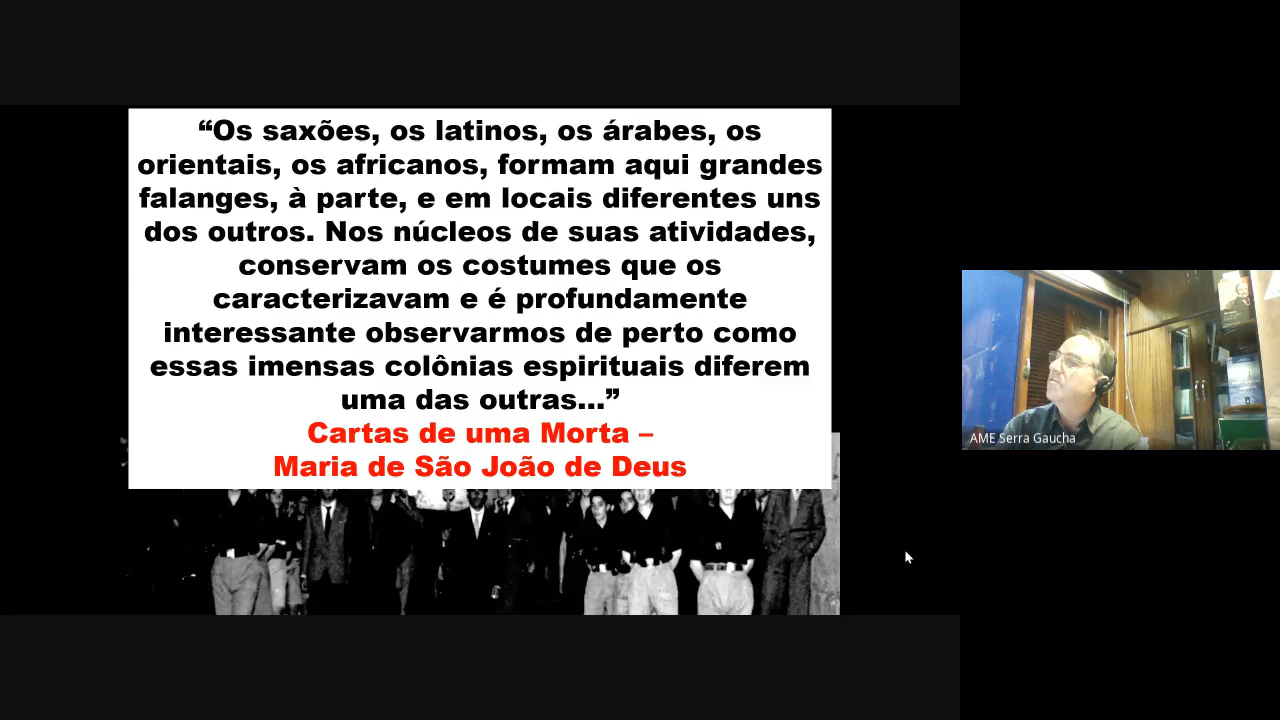 “Os saxões, os latinos, os árabes, os
orientais, os africanos, formam aqui grandes
falanges, à parte, e em locais diferentes uns
dos outros. Nos núcleos de suas atividades,
conservam os costumes que os
caracterizavam e é profundamente
interessante observarmos de perto como
essas imensas colônias espirituais diferem
uma das outras...”
Cartas de uma Morta –
Maria de São João de Deus
AME Serra Gaucha